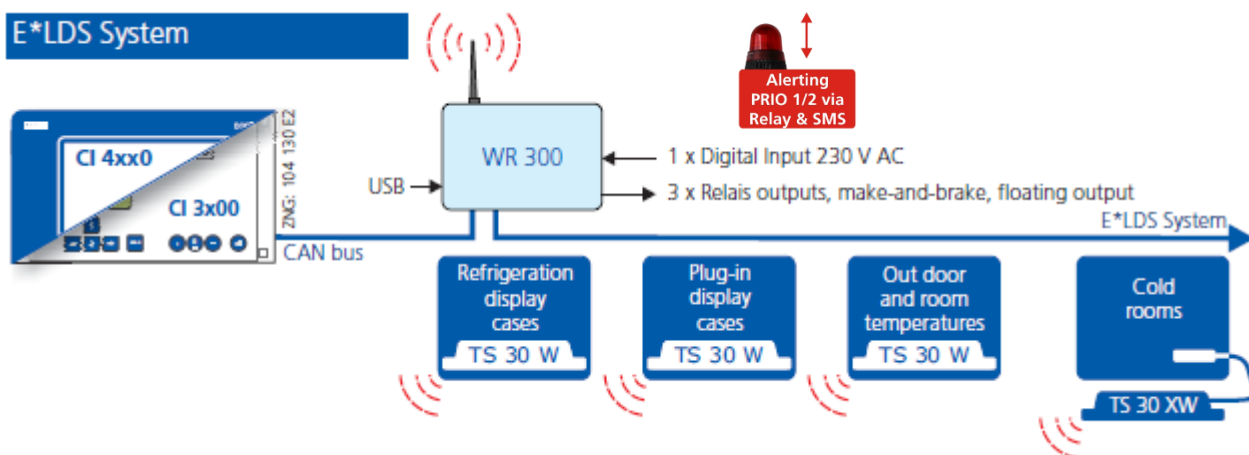 E*LDS System
Alerting
PRIO 1/2 via
Relay & SMS
CI 4xx0
CI 3x00
ZNG: 104 130 E2
WR 300
USB
1 x Digital Input 230 V AC
3 x Relais outputs, make-and-brake, floating output
E*LDS System
CAN bus
Refrigeration
display
cases
TS 30 W
Plug-in
display
cases
TS 30 W
Out door
and room
temperatures
TS 30 W
Cold
rooms
TS 30 XW